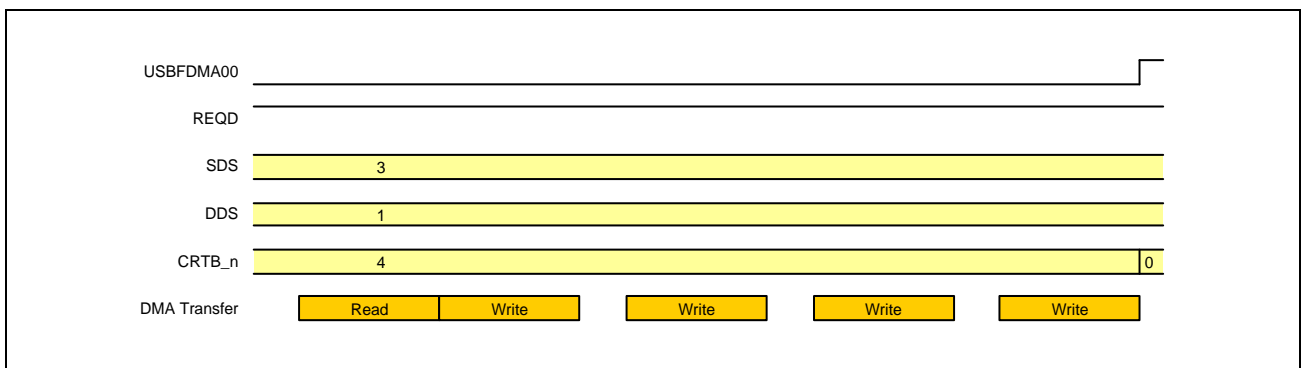 USBFDMA00
REQD
SDS 3
DDS 1
CRTB_n 4 0
DMA Transfer Read Write Write Write Write